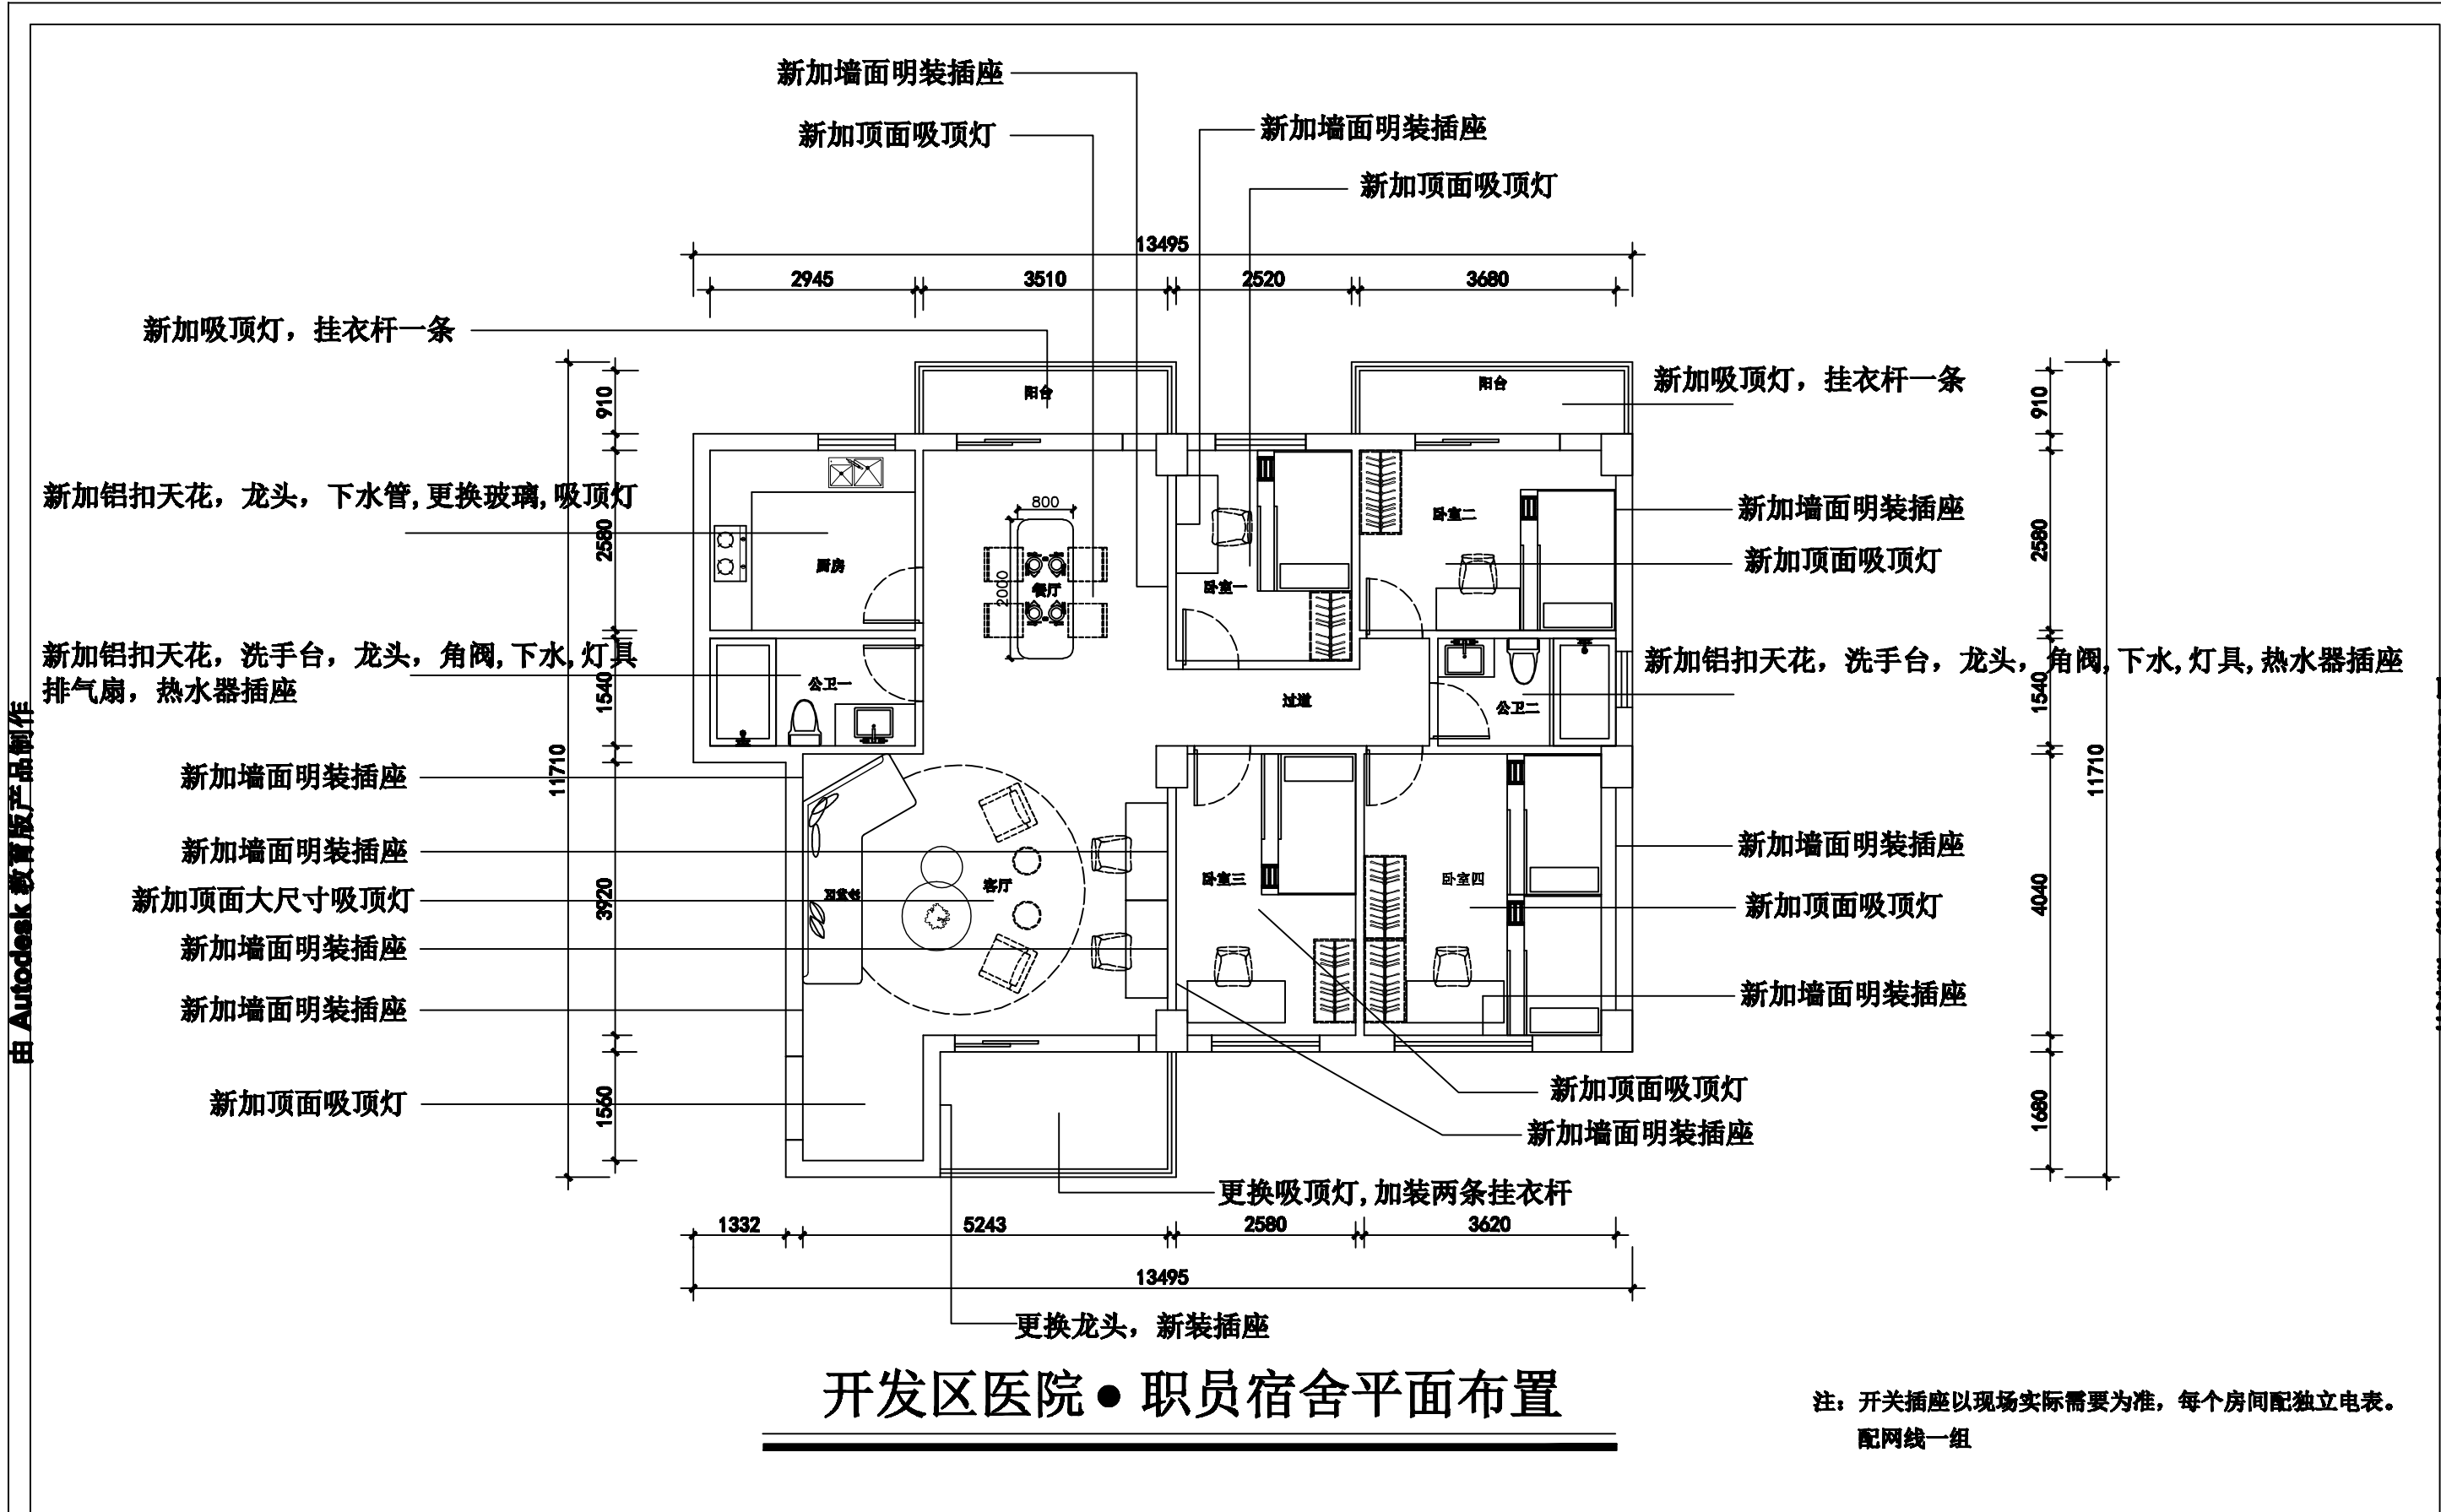 新加墙面明装插座
新加顶面吸顶灯
新加墙面明装插座
新加顶面吸顶灯
13495
2945
3510
2520
3680
新加吸顶灯，挂衣杆一条
新加吸顶灯，挂衣杆一条
阳台
阳台
910
910
新加铝扣天花，龙头，下水管,更换玻璃,吸顶灯
新加墙面明装插座
新加顶面吸顶灯
800
2000
2580
2580
厨房
餐厅
卧室一
卧室二
新加铝扣天花，洗手台，龙头，角阀,下水,灯具
排气扇，热水器插座
新加铝扣天花，洗手台，龙头，角阀,下水,灯具,热水器插座
公卫一
过道
公卫二
1540
1540
11710
11710
新加墙面明装插座
新加墙面明装插座
新加顶面大尺寸吸顶灯
新加墙面明装插座
新加墙面明装插座
新加顶面吸顶灯
客厅
卧室三
卧室四
3920
4040
新加墙面明装插座
新加顶面吸顶灯
新加墙面明装插座
1560
1680
新加顶面吸顶灯
新加墙面明装插座
更换吸顶灯,加装两条挂衣杆
1332
5243
2580
3620
13495
更换龙头，新装插座
开发区医院●职员宿舍平面布置
注：开关插座以现场实际需要为准，每个房间配独立电表。
配网线一组
由 Autodesk 教育版产品制作